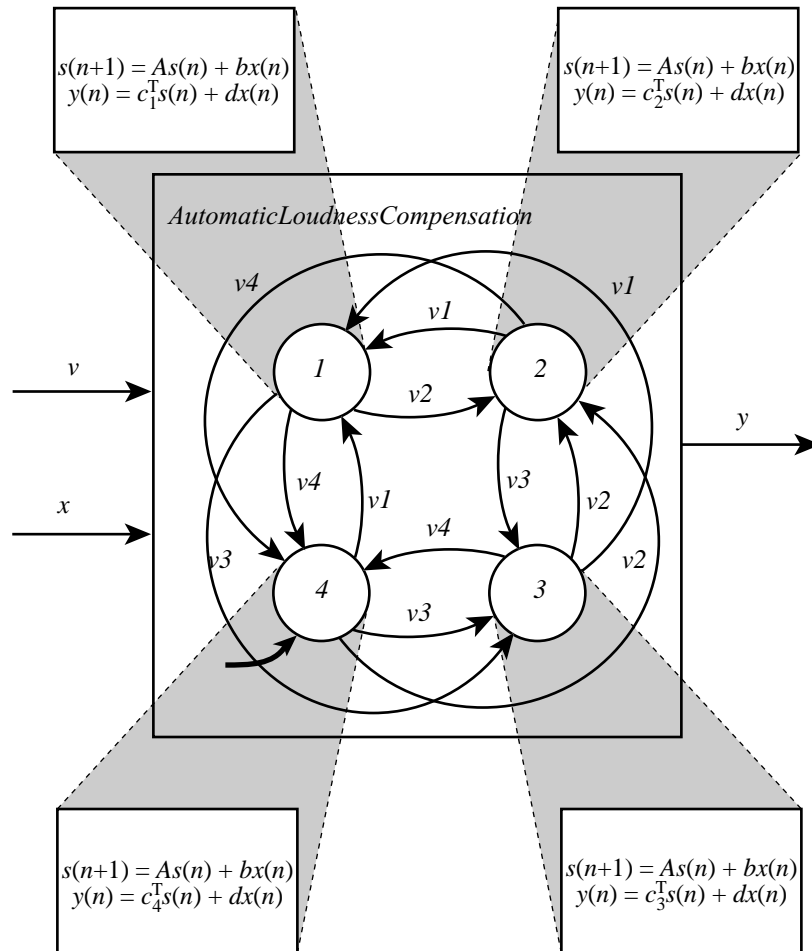 s(n+1) = As(n) + bx(n)
y(n) = c₁ᵀs(n) + dx(n)
s(n+1) = As(n) + bx(n)
y(n) = c₂ᵀs(n) + dx(n)
AutomaticLoudnessCompensation
v4
v1
v1
1
2
v
v2
y
v3
v4
v1
v2
x
v4
v3
v2
4
3
v3
s(n+1) = As(n) + bx(n)
y(n) = c₄ᵀs(n) + dx(n)
s(n+1) = As(n) + bx(n)
y(n) = c₃ᵀs(n) + dx(n)